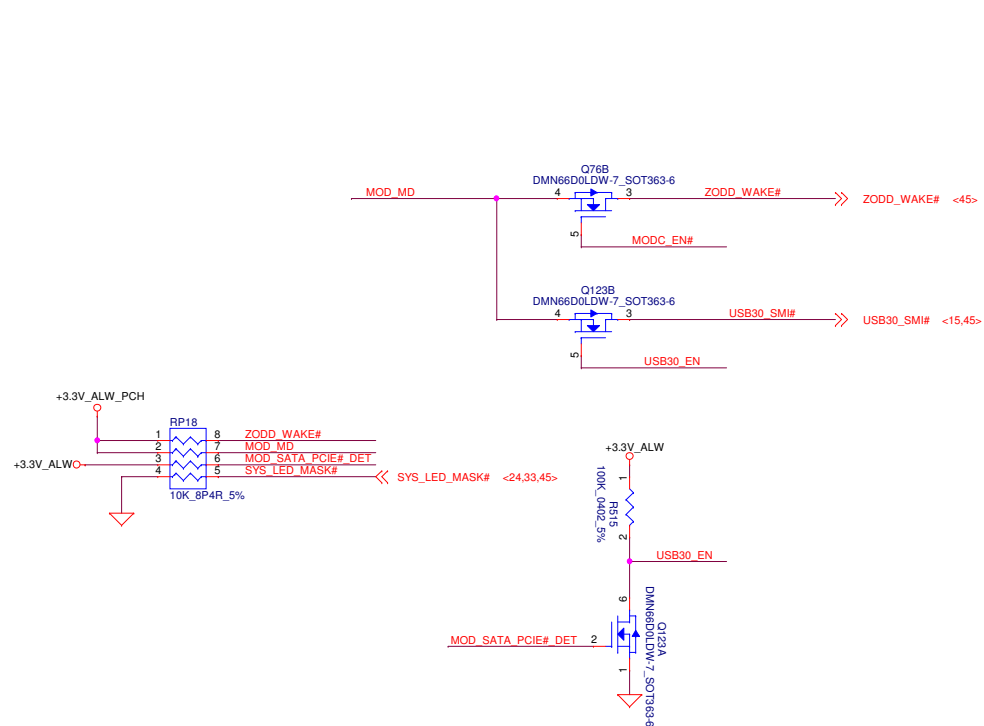 Q76B
DMN66D0LDW-7_SOT363-6
MOD_MD
4
3
ZODD_WAKE#
ZODD_WAKE# <45>
5
MODC_EN#
Q123B
DMN66D0LDW-7_SOT363-6
4
3
USB30_SMI#
USB30_SMI# <15,45>
5
USB30_EN
+3.3V_ALW_PCH
RP18
1
8
ZODD_WAKE#
2
7
MOD_MD
+3.3V_ALW
3
6
MOD_SATA_PCIE#_DET
4
5
SYS_LED_MASK#
SYS_LED_MASK# <24,33,45>
10K_8P4R_5%
+3.3V_ALW
1
R515
100K_0402_5%
2
USB30_EN
6
MOD_SATA_PCIE#_DET
2
Q123A
DMN66D0LDW-7_SOT363-6
1